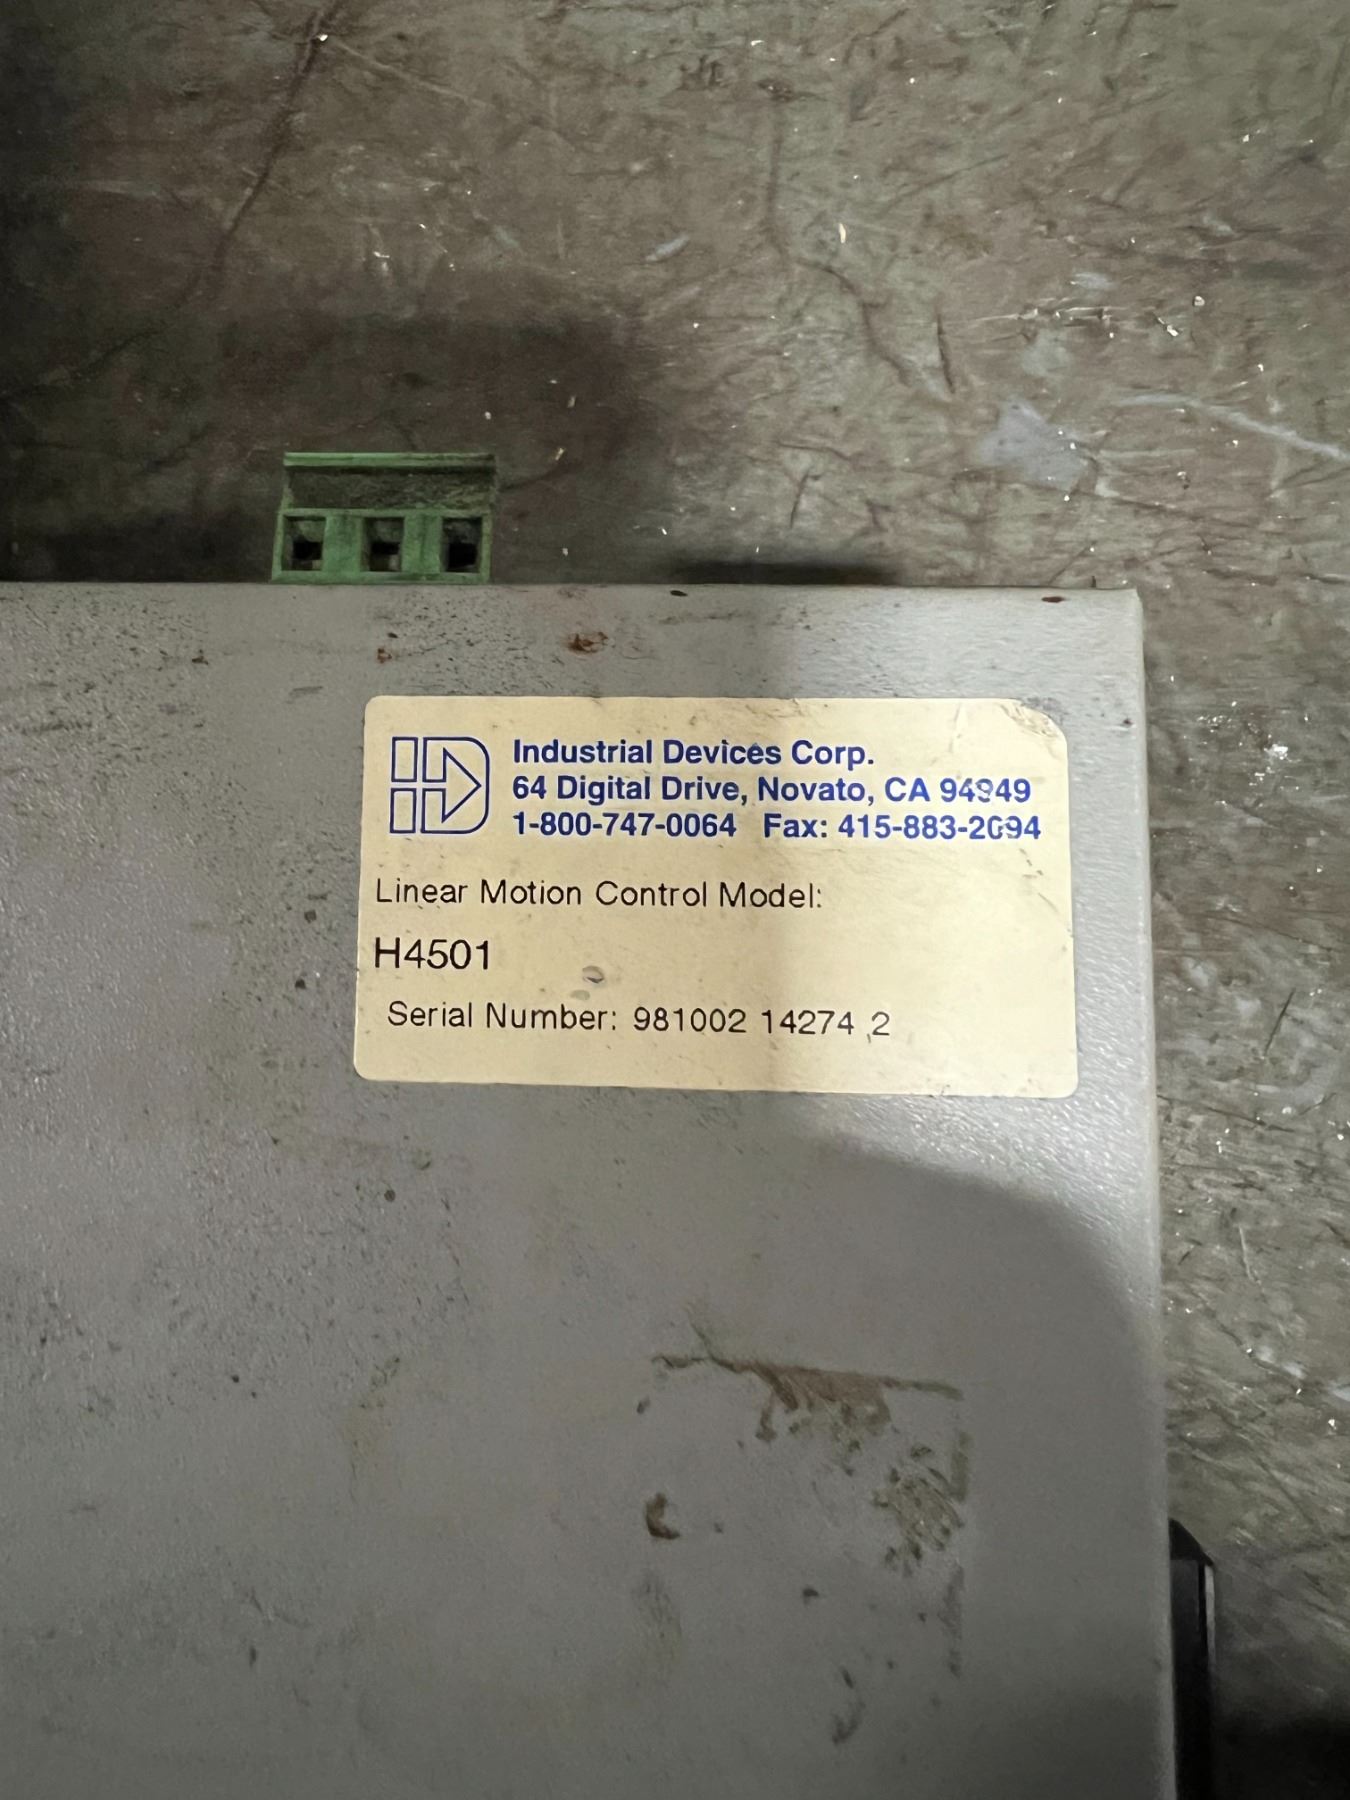 Industrial Devices Corp.
64 Digital Drive, Novato, CA 94949
1-800-747-0064 Fax: 415-883-2094
Linear Motion Control Model:
H4501
Serial Number: 981002 14274 2